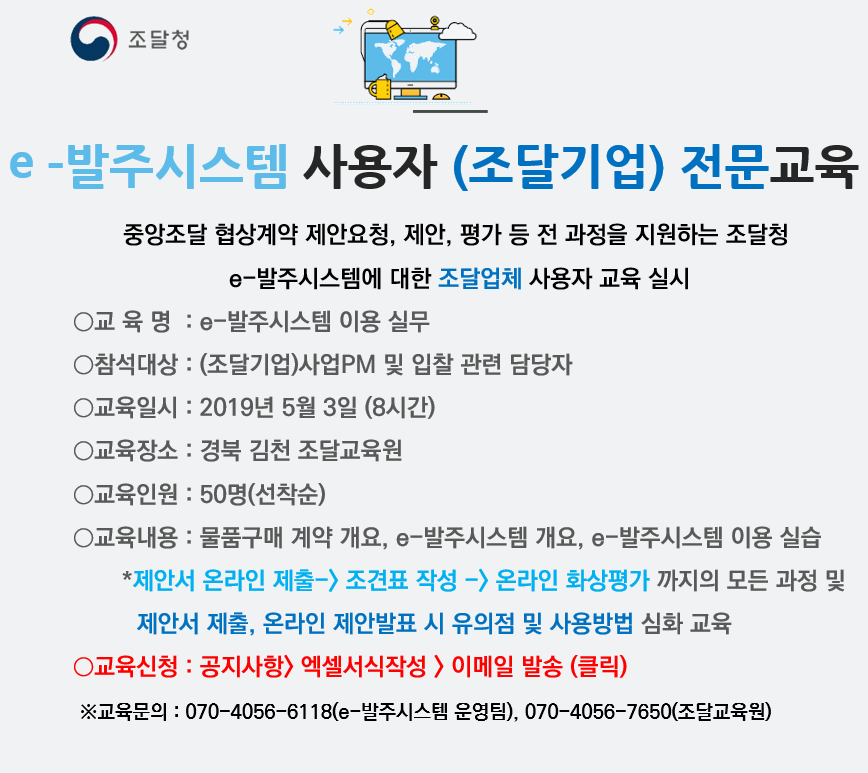 조달청
e -발주시스템 사용자 (조달기업) 전문교육
중앙조달 협상계약 제안요청, 제안, 평가 등 전 과정을 지원하는 조달청
e-발주시스템에 대한 조달업체 사용자 교육 실시
○교 육 명 : e-발주시스템 이용 실무
○참석대상 : (조달기업)사업PM 및 입찰 관련 담당자
○교육일시 : 2019년 5월 3일 (8시간)
○교육장소 : 경북 김천 조달교육원
○교육인원 : 50명(선착순)
○교육내용 : 물품구매 계약 개요, e-발주시스템 개요, e-발주시스템 이용 실습
*제안서 온라인 제출-> 조견표 작성 -> 온라인 화상평가 까지의 모든 과정 및
제안서 제출, 온라인 제안발표 시 유의점 및 사용방법 심화 교육
○교육신청 : 공지사항> 엑셀서식작성 > 이메일 발송 (클릭)
※교육문의 : 070-4056-6118(e-발주시스템 운영팀), 070-4056-7650(조달교육원)